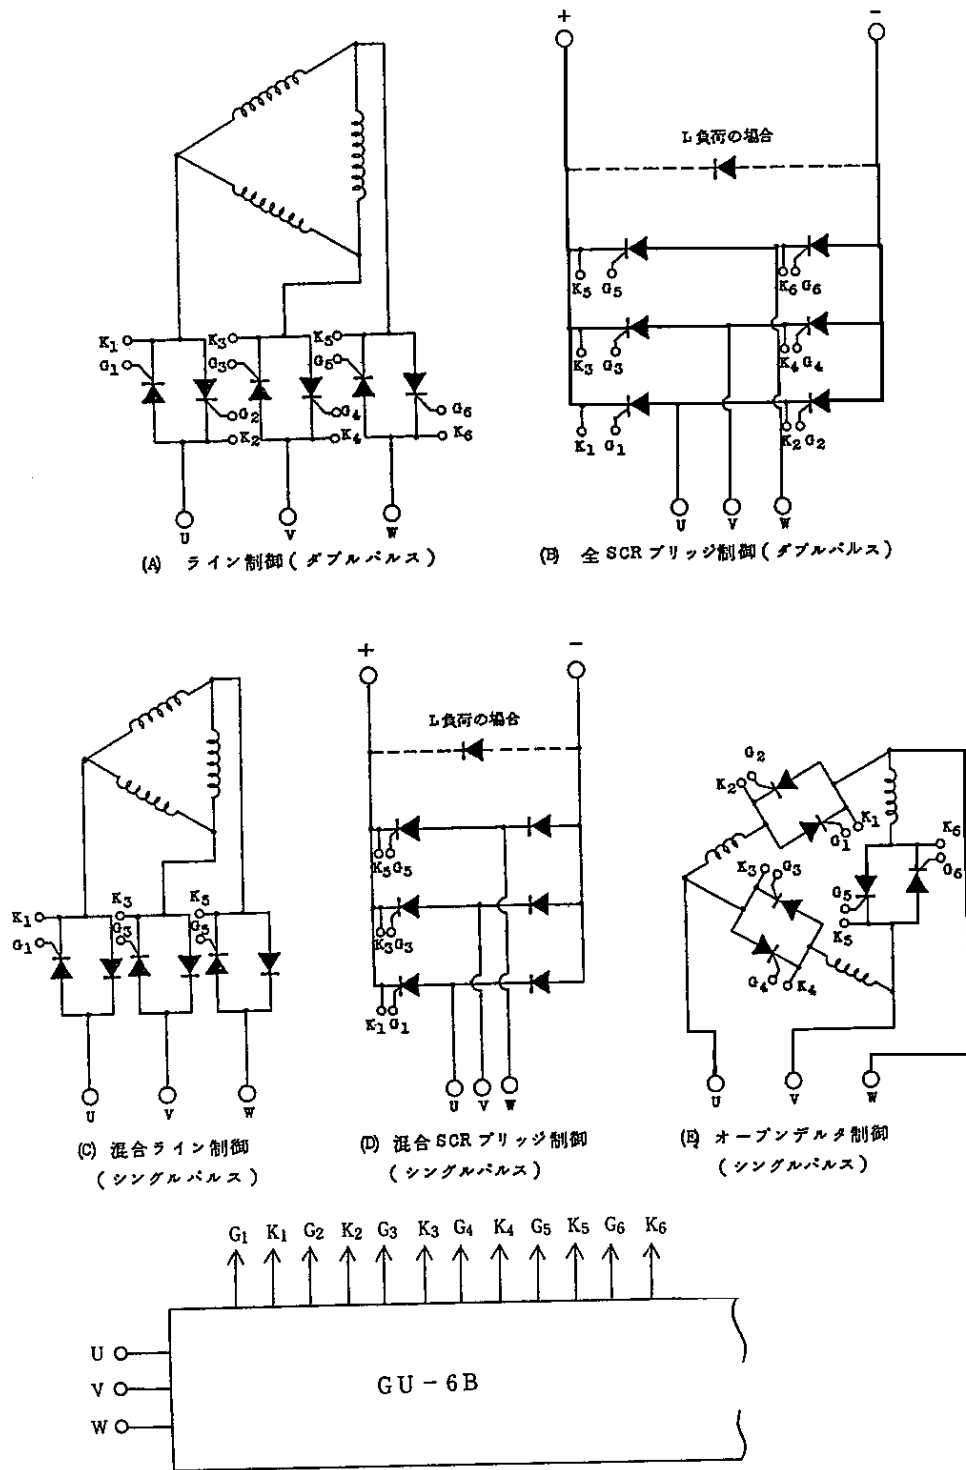 + −
L負荷の場合
K5 G5 K6 G6
K3 G3 K4 G4
K1 G1 K2 G2
U V W
K1 K3 K5
G1 G3 G5
G2 G4 G6
K2 K4 K6
U V W
(A) ライン制御(ダブルパルス)
(B) 全SCRブリッジ制御(ダブルパルス)
K1 K3 K5
G1 G3 G5
U V W
(C) 混合ライン制御
(シングルパルス)
+ −
L負荷の場合
K5 G5
K3 G3
K1 G1
U V W
(D) 混合SCRブリッジ制御
(シングルパルス)
G2
K2
G1 K1
K3 G3
G4 K4
K6
G6
G5
K5
U V W
(E) オープンデルタ制御
(シングルパルス)
G1 K1 G2 K2 G3 K3 G4 K4 G5 K5 G6 K6
U
V
W
GU-6B